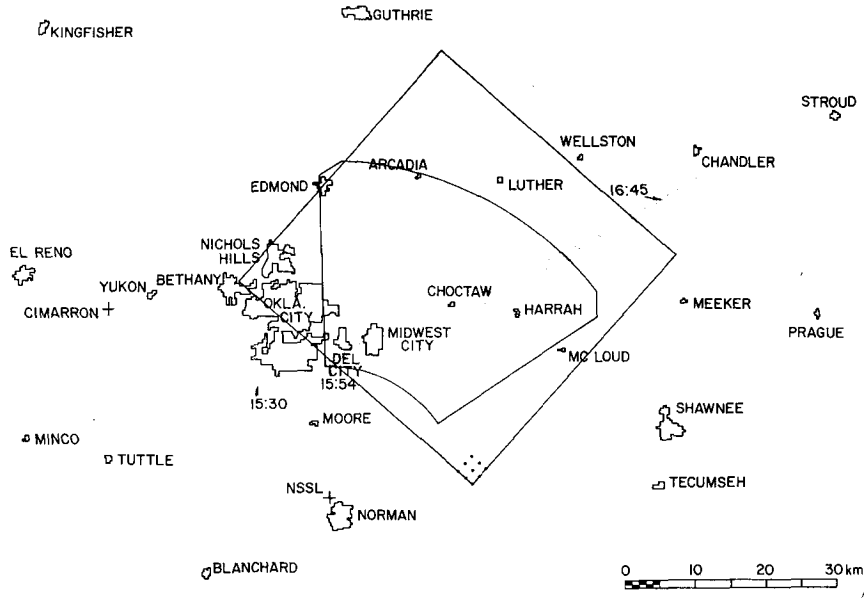 GUTHRIE
KINGFISHER
STROUD
WELLSTON
CHANDLER
ARCADIA
EDMOND
LUTHER
16:45
NICHOLS
HILLS
EL RENO
YUKON
BETHANY
CIMARRON
OKLA.
CITY
CHOCTAW
HARRAH
MEEKER
PRAGUE
MIDWEST
CITY
DEL
CITY
MC LOUD
15:54
15:30
MOORE
SHAWNEE
MINCO
TUTTLE
NSSL
NORMAN
TECUMSEH
BLANCHARD
0 10 20 30 km